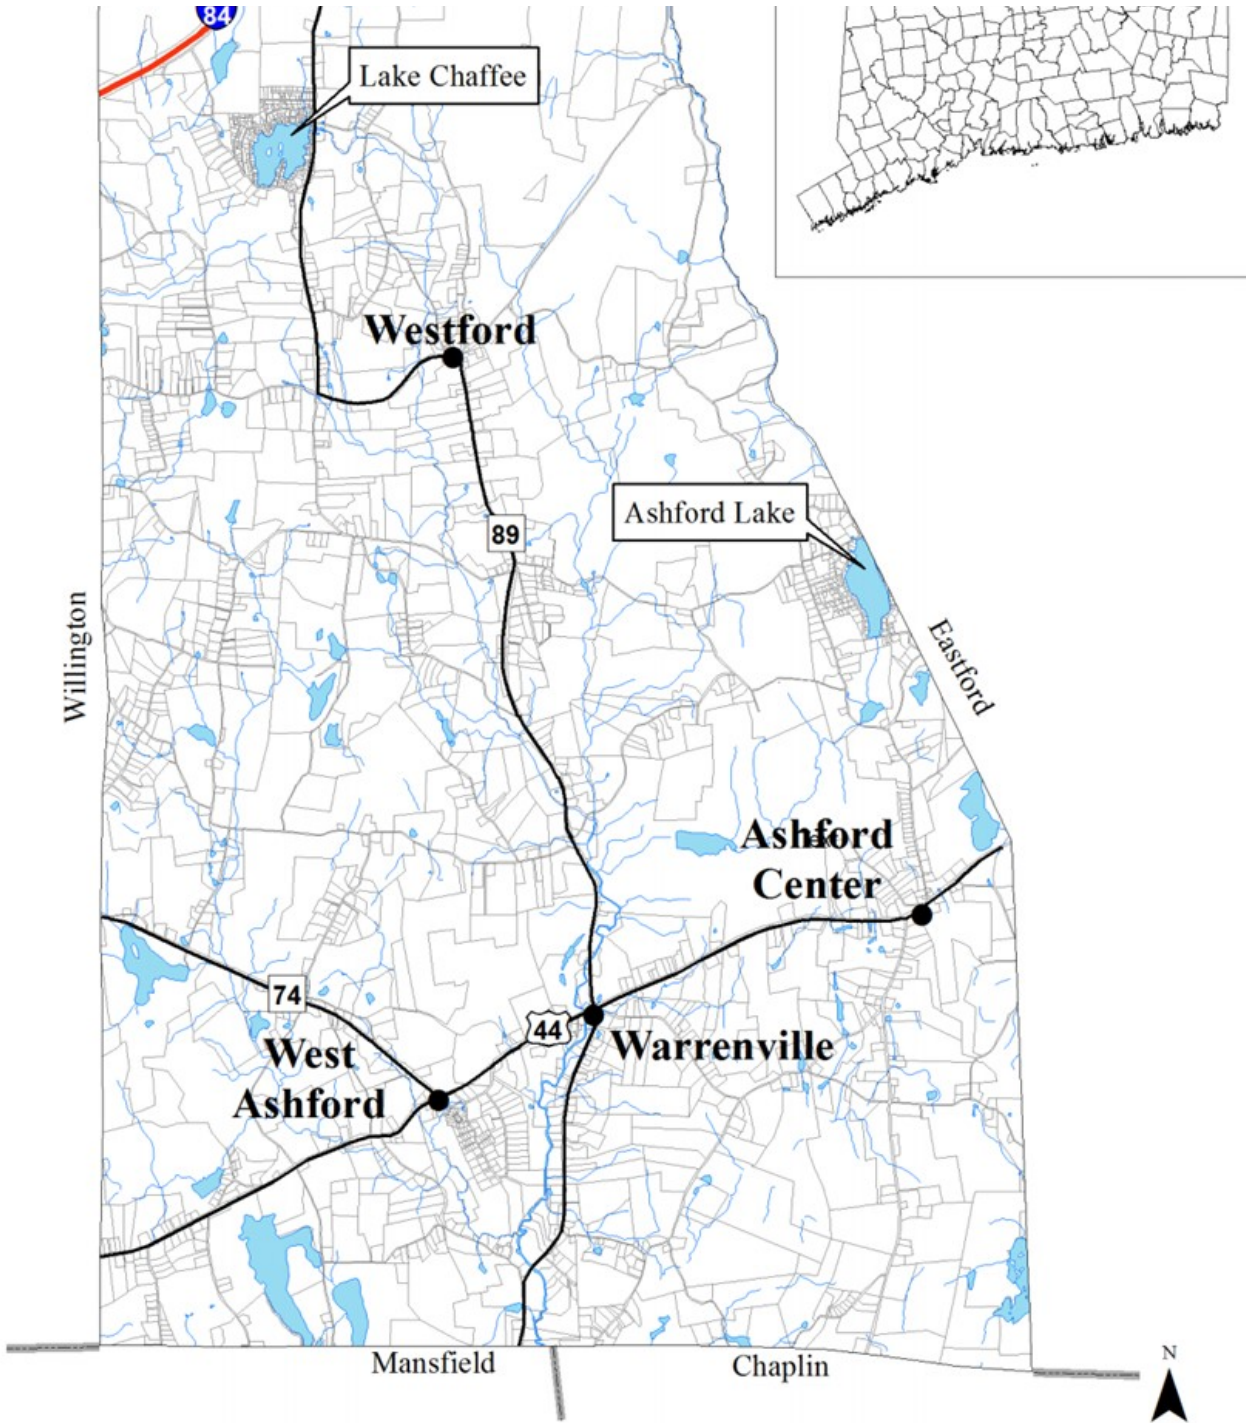 84
Lake Chaffee
Westford
Ashford Lake
89
Willington
Eastford
Ashford
Center
74
44
Warrenville
West
Ashford
Mansfield
Chaplin
N